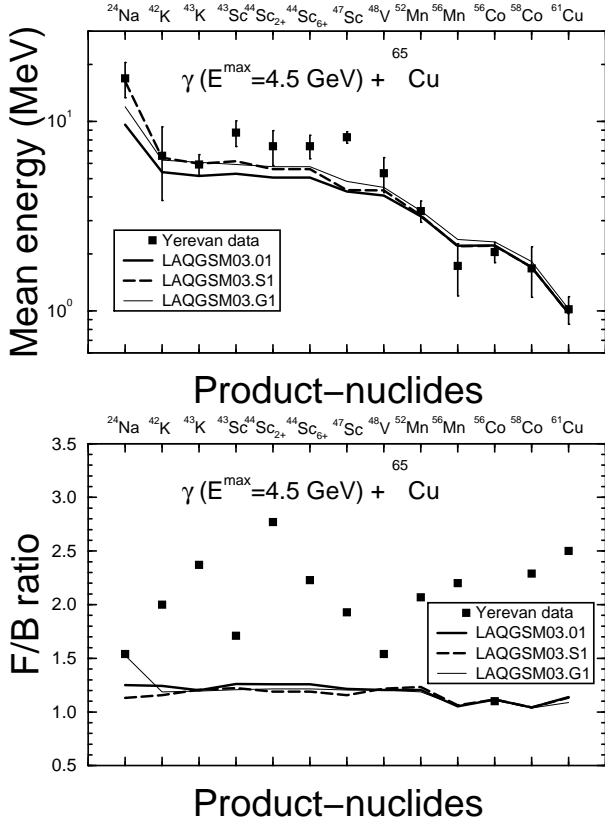 ²⁴Na ⁴²K ⁴³K ⁴³Sc ⁴⁴Sc₂₊ ⁴⁴Sc₆₊ ⁴⁷Sc ⁴⁸V ⁵²Mn ⁵⁶Mn ⁵⁶Co ⁵⁸Co ⁶¹Cu
Mean energy (MeV)
10¹
10⁰
γ (Eᵐᵃˣ=4.5 GeV) + ⁶⁵Cu
Yerevan data
LAQGSM03.01
LAQGSM03.S1
LAQGSM03.G1
Product−nuclides
²⁴Na ⁴²K ⁴³K ⁴³Sc ⁴⁴Sc₂₊ ⁴⁴Sc₆₊ ⁴⁷Sc ⁴⁸V ⁵²Mn ⁵⁶Mn ⁵⁶Co ⁵⁸Co ⁶¹Cu
F/B ratio
3.5
3.0
2.5
2.0
1.5
1.0
0.5
γ (Eᵐᵃˣ=4.5 GeV) + ⁶⁵Cu
Yerevan data
LAQGSM03.01
LAQGSM03.S1
LAQGSM03.G1
Product−nuclides